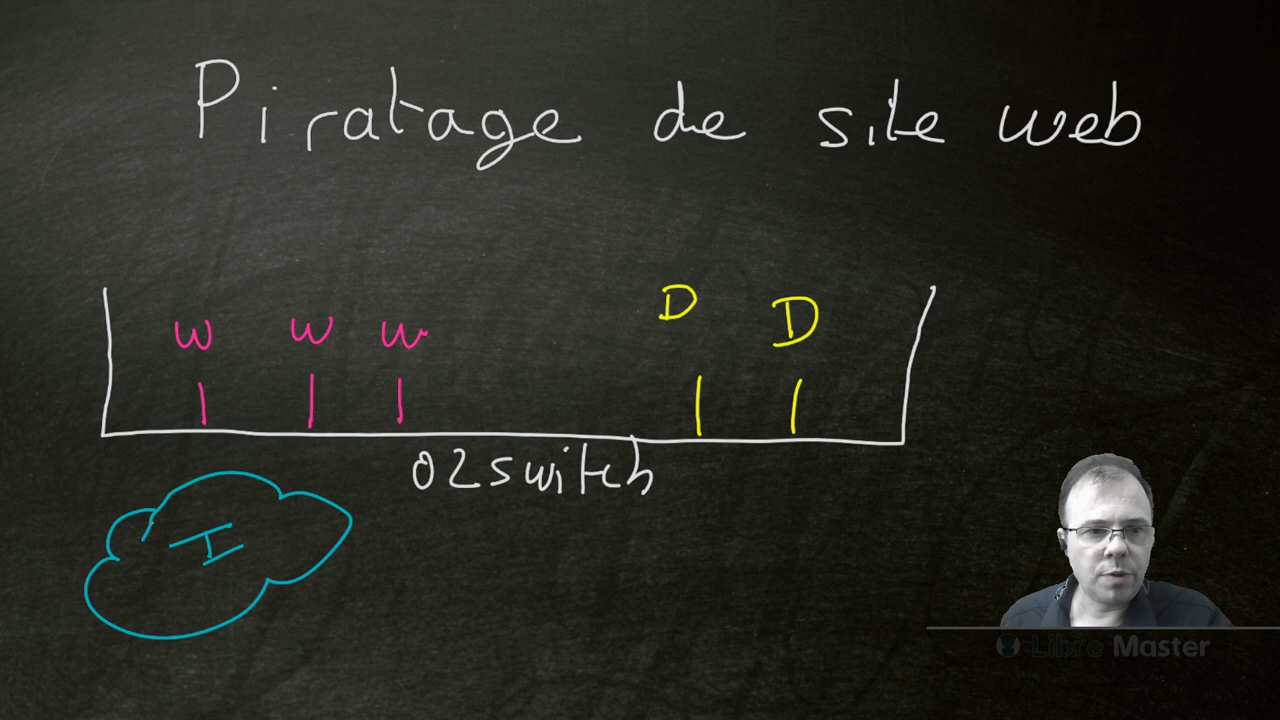 Piratage de site web
W W W D D
o2switch
I
Libre Master